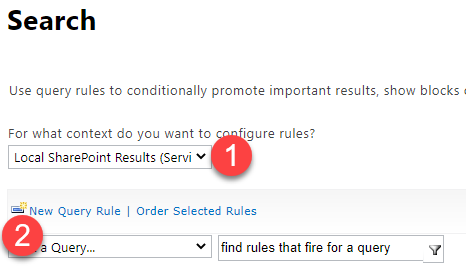 Search
Use query rules to conditionally promote important results, show blocks
For what context do you want to configure rules?
Local SharePoint Results (Servi
1
New Query Rule | Order Selected Rules
2
a Query...
find rules that fire for a query